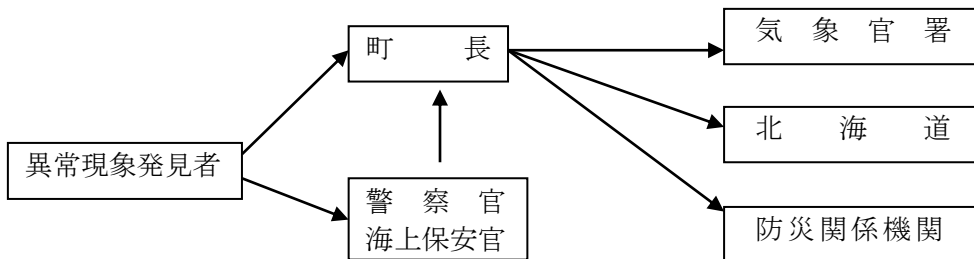 異常現象発見者
町長
警察官
海上保安官
気象官署
北海道
防災関係機関